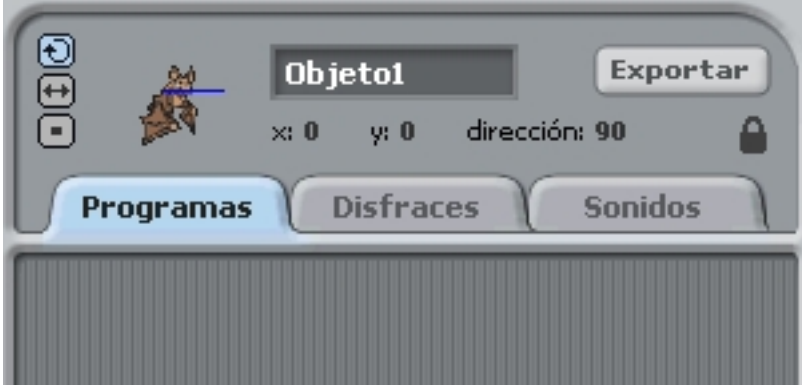 Objeto1
Exportar
x: 0 y: 0 dirección: 90
Programas
Disfraces
Sonidos